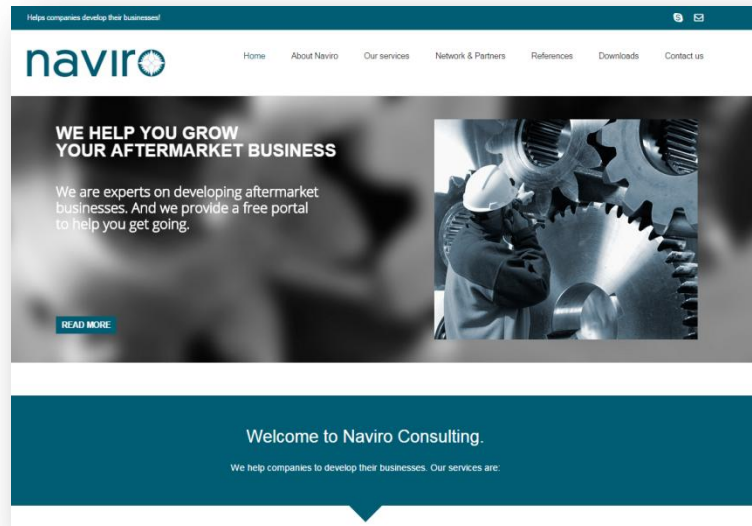 Helps companies develop their businesses!
naviro
Home About Naviro Our services Network & Partners References Downloads Contact us
WE HELP YOU GROW
YOUR AFTERMARKET BUSINESS
We are experts on developing aftermarket
businesses. And we provide a free portal
to help you get going.
READ MORE
Welcome to Naviro Consulting.
We help companies to develop their businesses. Our services are: